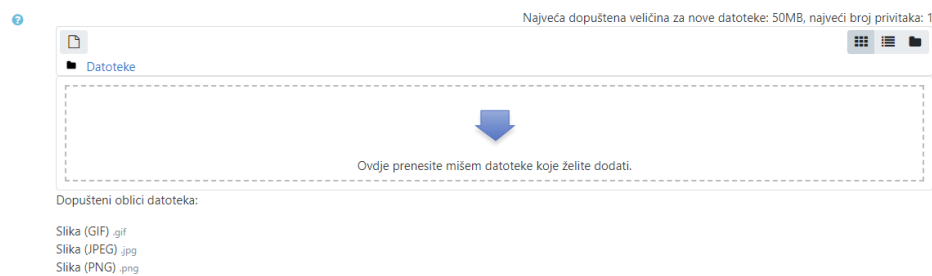 Najveća dopuštena veličina za nove datoteke: 50MB, najveći broj privitaka: 1
Datoteke
Ovdje prenesite mišem datoteke koje želite dodati.
Dopušteni oblici datoteka:
Slika (GIF) .gif
Slika (JPEG) .jpg
Slika (PNG) .png